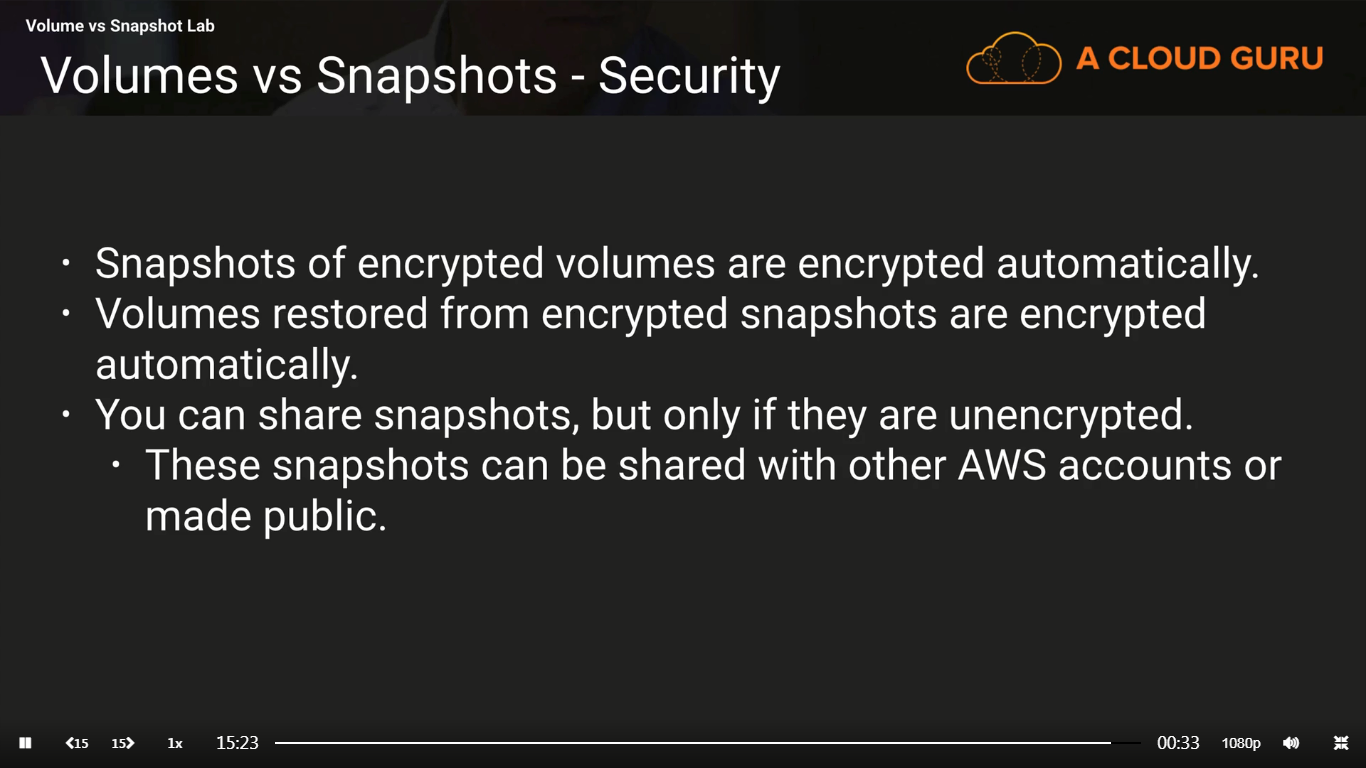 Volume vs Snapshot Lab
Volumes vs Snapshots - Security
A CLOUD GURU
• Snapshots of encrypted volumes are encrypted automatically.
• Volumes restored from encrypted snapshots are encrypted
automatically.
• You can share snapshots, but only if they are unencrypted.
• These snapshots can be shared with other AWS accounts or
made public.
15 15 1x 15:23 00:33 1080p